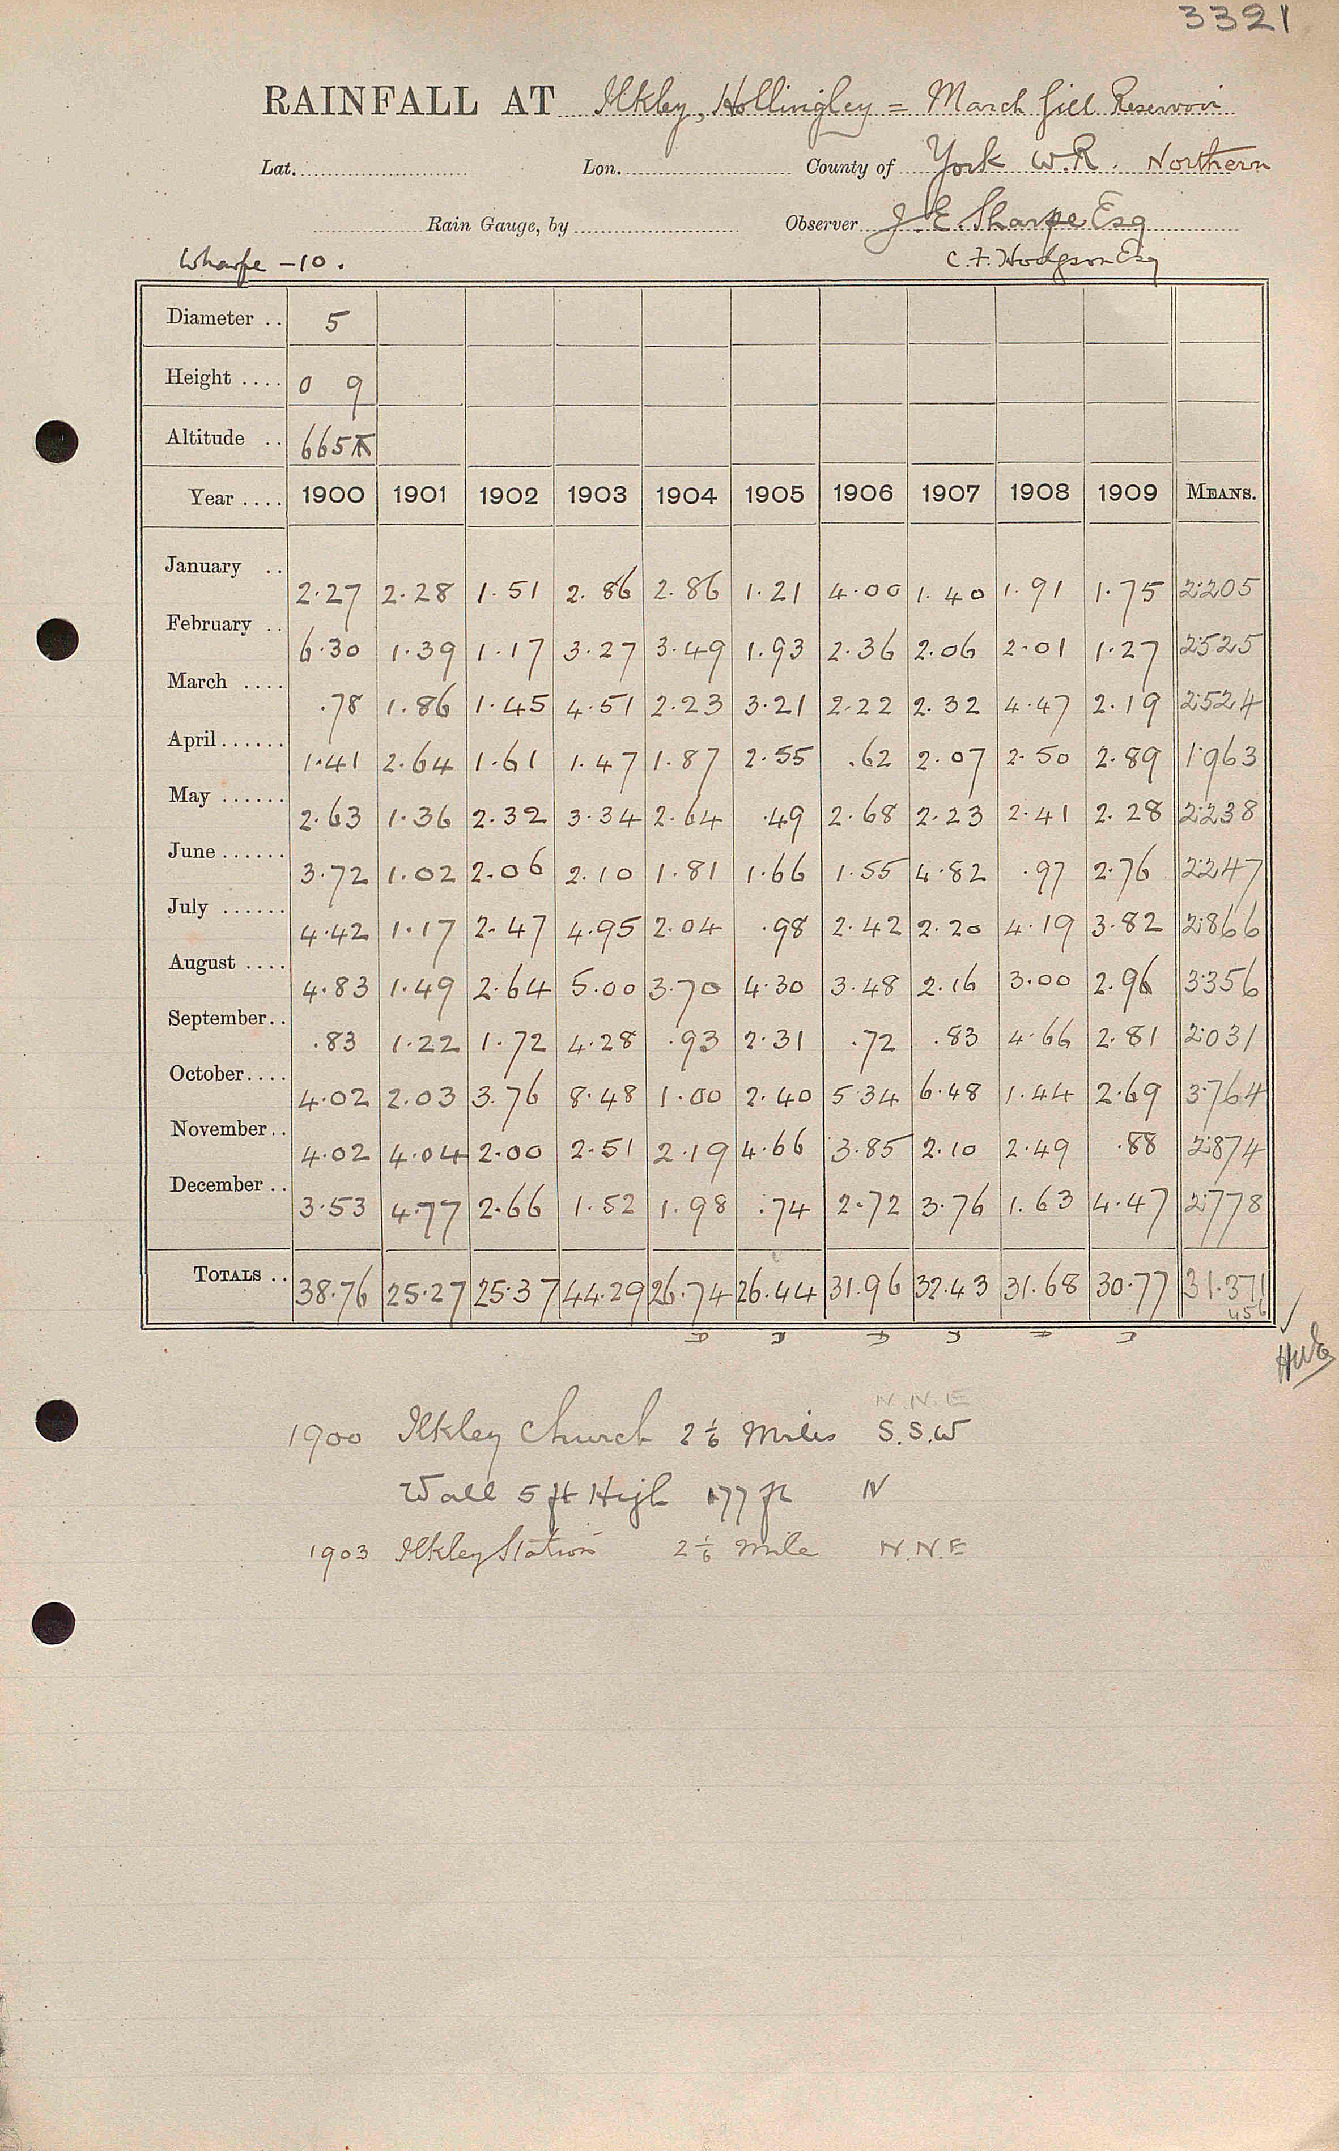 3321
RAINFALL AT Ilkley, Hollingley = March Gill Reservoir
Lat. Lon. County of York W.R. Northern
Rain Gauge, by Observer J. E. Sharpe Esq
Wharfe - 10. C. F. Hodgson Esq
Diameter .. 5
Height .... 0 9
Altitude .. 665
Year .... 1900 1901 1902 1903 1904 1905 1906 1907 1908 1909 MEANS.
January .. 2.27 2.28 1.51 2.86 2.86 1.21 4.00 1.40 1.91 1.75 2.205
February .. 6.30 1.39 1.17 3.27 3.49 1.93 2.36 2.06 2.01 1.27 2.525
March .... .78 1.86 1.45 4.51 2.23 3.21 2.22 2.32 4.47 2.19 2.524
April ...... 1.41 2.64 1.61 1.47 1.87 2.55 .62 2.07 2.50 2.89 1.963
May ...... 2.63 1.36 2.32 3.34 2.64 .49 2.68 2.23 2.41 2.28 2.238
June ...... 3.72 1.02 2.06 2.10 1.81 1.66 1.55 4.82 .97 2.76 2.247
July ...... 4.42 1.17 2.47 4.95 2.04 .98 2.42 2.20 4.19 3.82 2.866
August .... 4.83 1.49 2.64 5.00 3.70 4.30 3.48 2.16 3.00 2.96 3.356
September.. .83 1.22 1.72 4.28 .93 2.31 .72 .83 4.66 2.81 2.031
October.... 4.02 2.03 3.76 8.48 1.00 2.40 5.34 6.48 1.44 2.69 3.764
November.. 4.02 4.04 2.00 2.51 2.19 4.66 3.85 2.10 2.49 .88 2.874
December .. 3.53 4.77 2.66 1.52 1.98 .74 2.72 3.76 1.63 4.47 2.778
TOTALS .. 38.76 25.27 25.37 44.29 26.74 26.44 31.96 32.43 31.68 30.77 31.371
456
N.N.E
1900 Ilkley Church 2 1/6 Miles S.S.W
Wall 5 ft High 177 ft N
1903 Ilkley Station 2 1/6 mile N.N.E